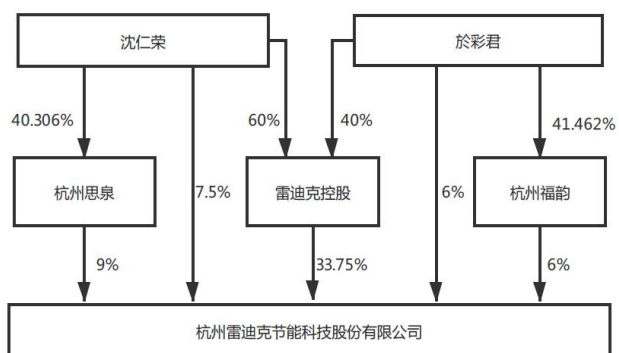 沈仁荣
於彩君
40.306%
60%
40%
41.462%
杭州思泉
7.5%
雷迪克控股
6%
杭州福韵
9%
33.75%
6%
杭州雷迪克节能科技股份有限公司